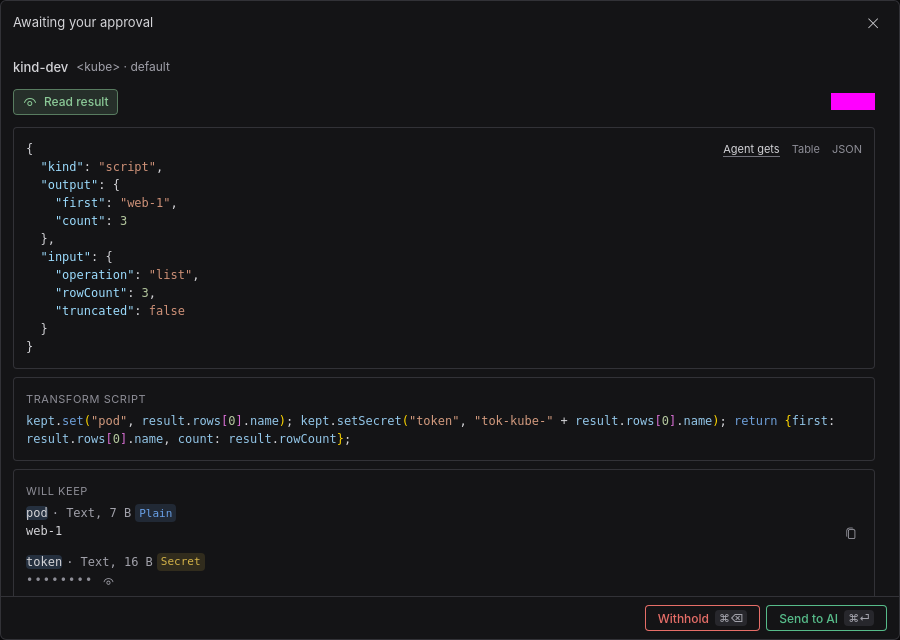 Awaiting your approval
kind-dev <kube> · default
Read result
Agent gets Table JSON
{
"kind": "script",
"output": {
"first": "web-1",
"count": 3
},
"input": {
"operation": "list",
"rowCount": 3,
"truncated": false
}
}
TRANSFORM SCRIPT
kept.set("pod", result.rows[0].name); kept.setSecret("token", "tok-kube-" + result.rows[0].name); return {first:
result.rows[0].name, count: result.rowCount};
WILL KEEP
pod · Text, 7 B Plain
web-1
token · Text, 16 B Secret
••••••••
Withhold ⌘⌫ Send to AI ⌘⏎